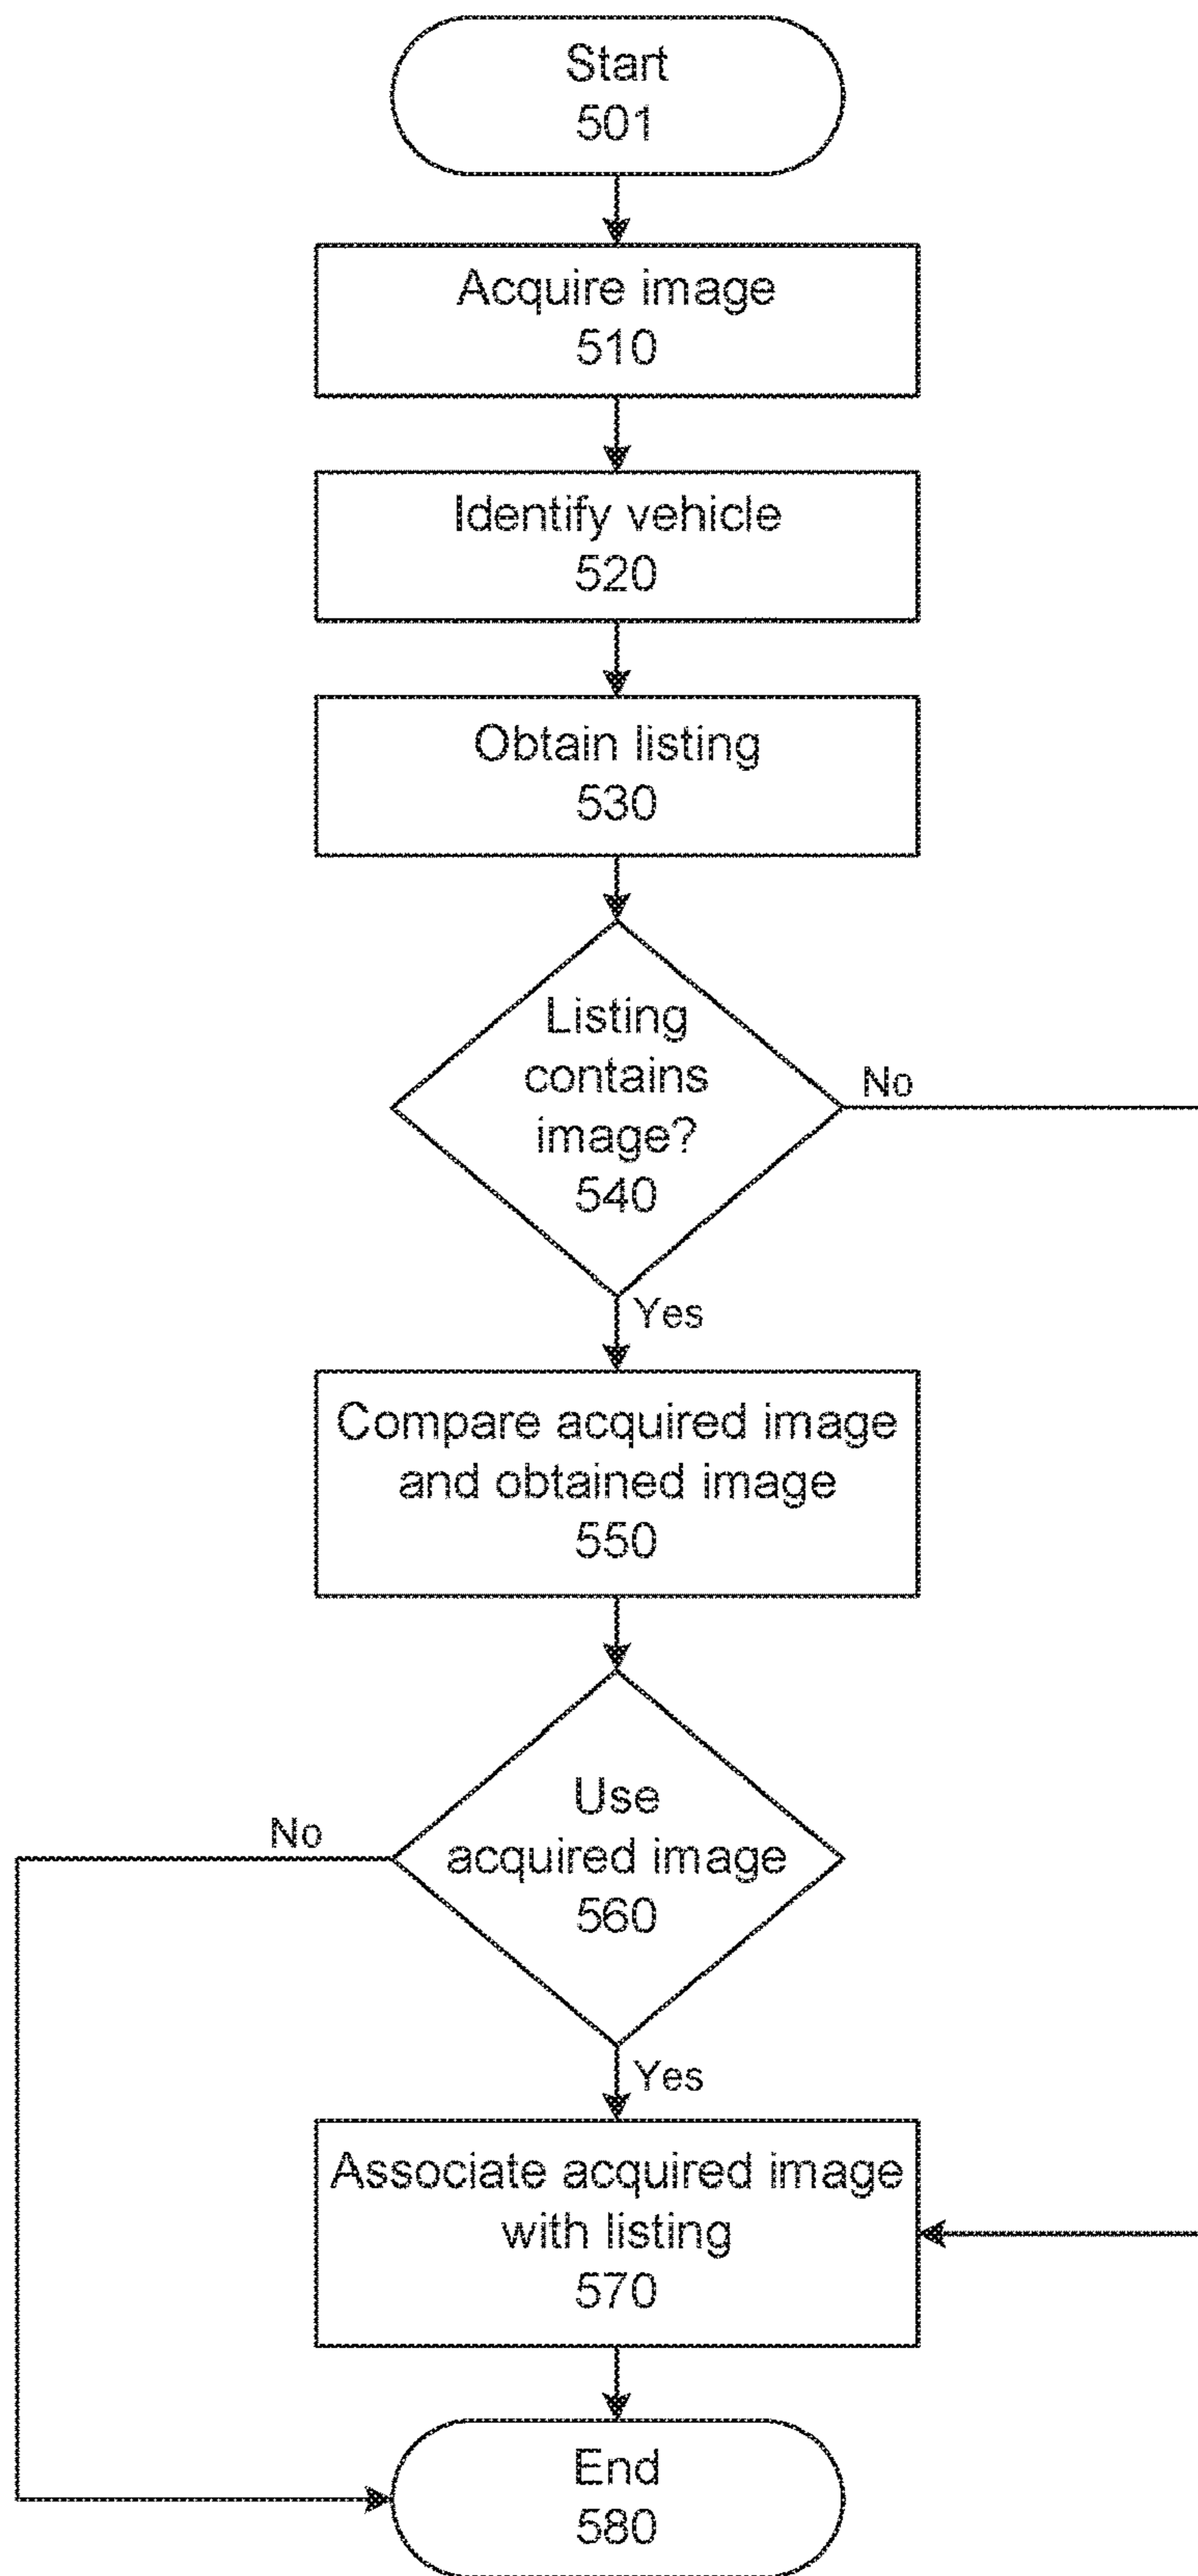 Start
501
Acquire image
510
Identify vehicle
520
Obtain listing
530
Listing
contains
image?
540
No
Yes
Compare acquired image
and obtained image
550
Use
acquired image
560
No
Yes
Associate acquired image
with listing
570
End
580